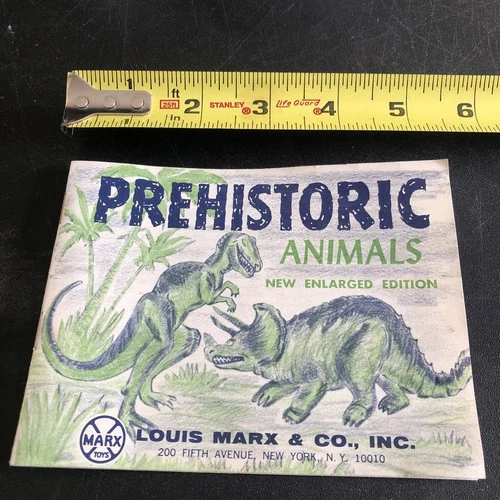 1 ft 25ft 2 STANLEY® 3 Life Guard® 4 5 6
in
PREHISTORIC
ANIMALS
NEW ENLARGED EDITION
MARX
TOYS
LOUIS MARX & CO., INC.
200 FIFTH AVENUE, NEW YORK, N. Y. 10010